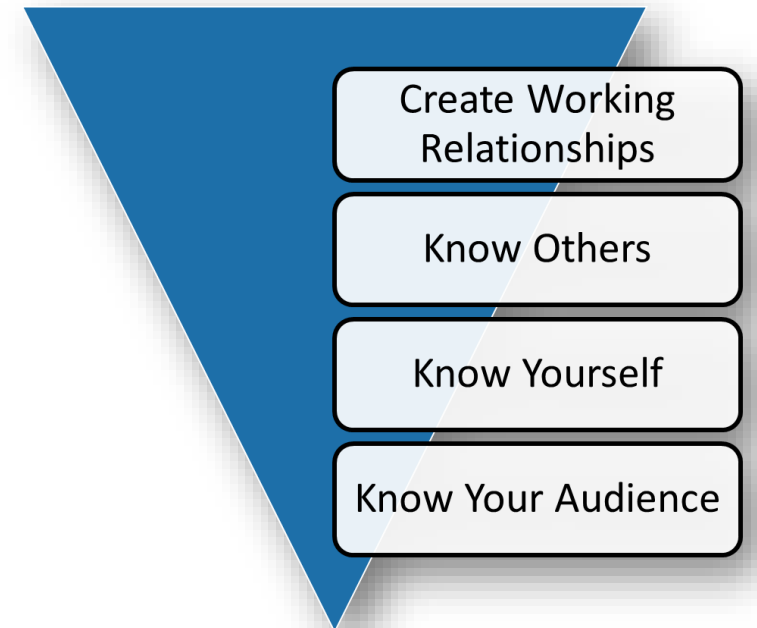 Create Working
Relationships
Know Others
Know Yourself
Know Your Audience